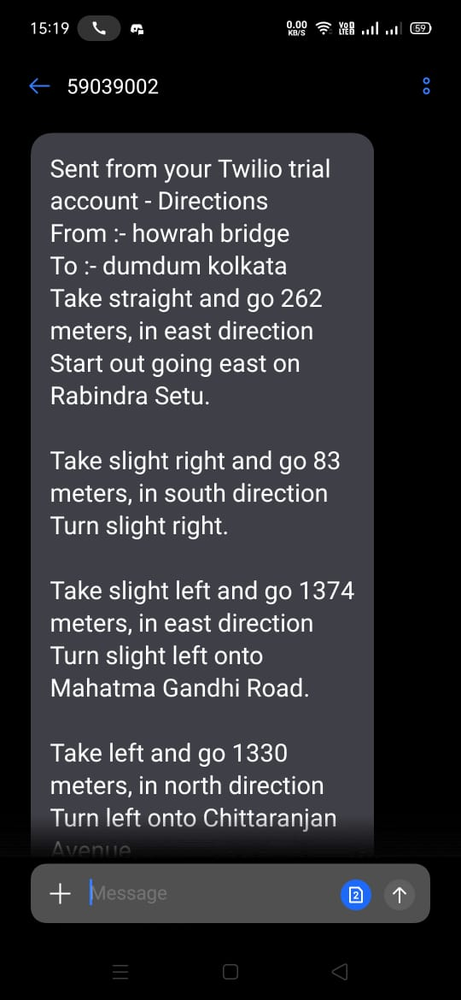 15:19
0.00
KB/S
VoD
LTE2
59
59039002
Sent from your Twilio trial
account - Directions
From :- howrah bridge
To :- dumdum kolkata
Take straight and go 262
meters, in east direction
Start out going east on
Rabindra Setu.
Take slight right and go 83
meters, in south direction
Turn slight right.
Take slight left and go 1374
meters, in east direction
Turn slight left onto
Mahatma Gandhi Road.
Take left and go 1330
meters, in north direction
Turn left onto Chittaranjan
Avenue
Message
2